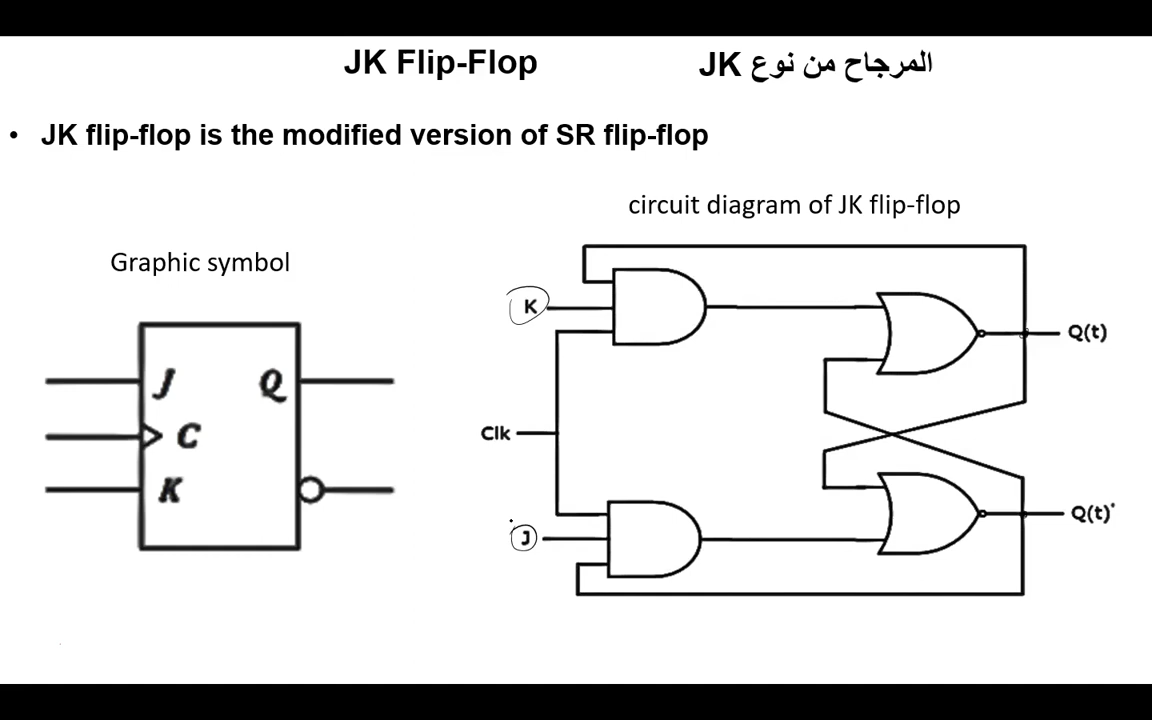 JK Flip-Flop
المرجاح من نوع JK
• JK flip-flop is the modified version of SR flip-flop
circuit diagram of JK flip-flop
Graphic symbol
J
Q
C
K
K
Q(t)
Clk
J
Q(t)'